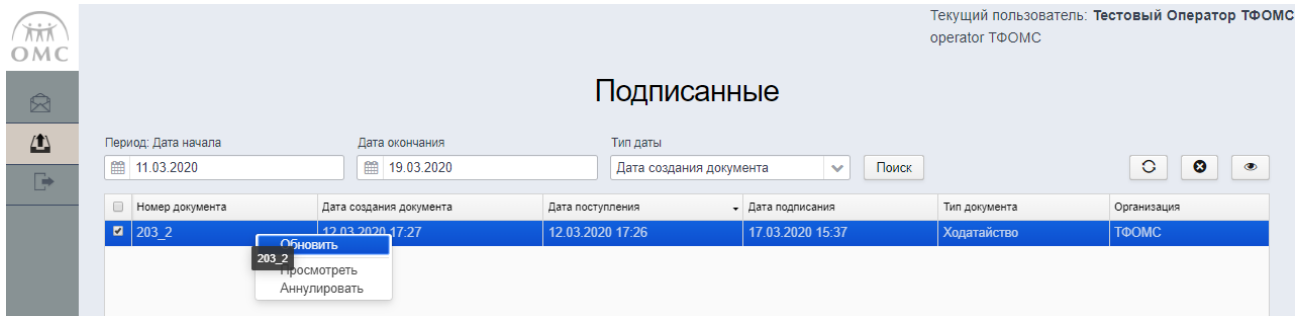 Текущий пользователь: Тестовый Оператор ТФОМС
operator ТФОМС
ОМС
Подписанные
Период: Дата начала Дата окончания Тип даты
11.03.2020 19.03.2020 Дата создания документа Поиск
Номер документа Дата создания документа Дата поступления Дата подписания Тип документа Организация
203_2 12.03.2020 17:27 12.03.2020 17:26 17.03.2020 15:37 Ходатайство ТФОМС
Обновить
203_2
Просмотреть
Аннулировать